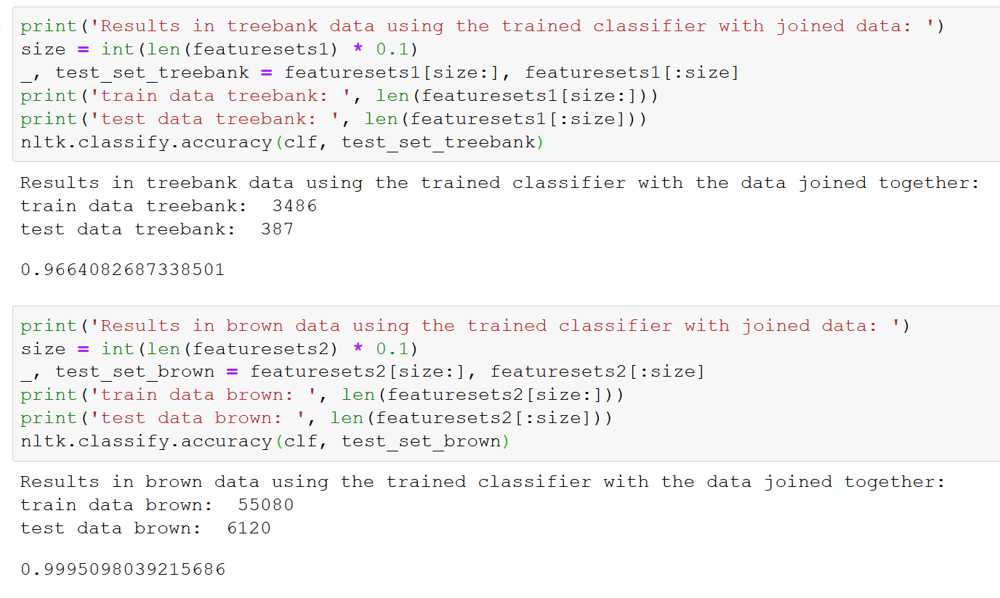 print('Results in treebank data using the trained classifier with joined data: ')
size = int(len(featuresets1) * 0.1)
_, test_set_treebank = featuresets1[size:], featuresets1[:size]
print('train data treebank: ', len(featuresets1[size:]))
print('test data treebank: ', len(featuresets1[:size]))
nltk.classify.accuracy(clf, test_set_treebank)
Results in treebank data using the trained classifier with the data joined together:
train data treebank:  3486
test data treebank:  387
0.9664082687338501
print('Results in brown data using the trained classifier with joined data: ')
size = int(len(featuresets2) * 0.1)
_, test_set_brown = featuresets2[size:], featuresets2[:size]
print('train data brown: ', len(featuresets2[size:]))
print('test data brown: ', len(featuresets2[:size]))
nltk.classify.accuracy(clf, test_set_brown)
Results in brown data using the trained classifier with the data joined together:
train data brown:  55080
test data brown:  6120
0.9995098039215686